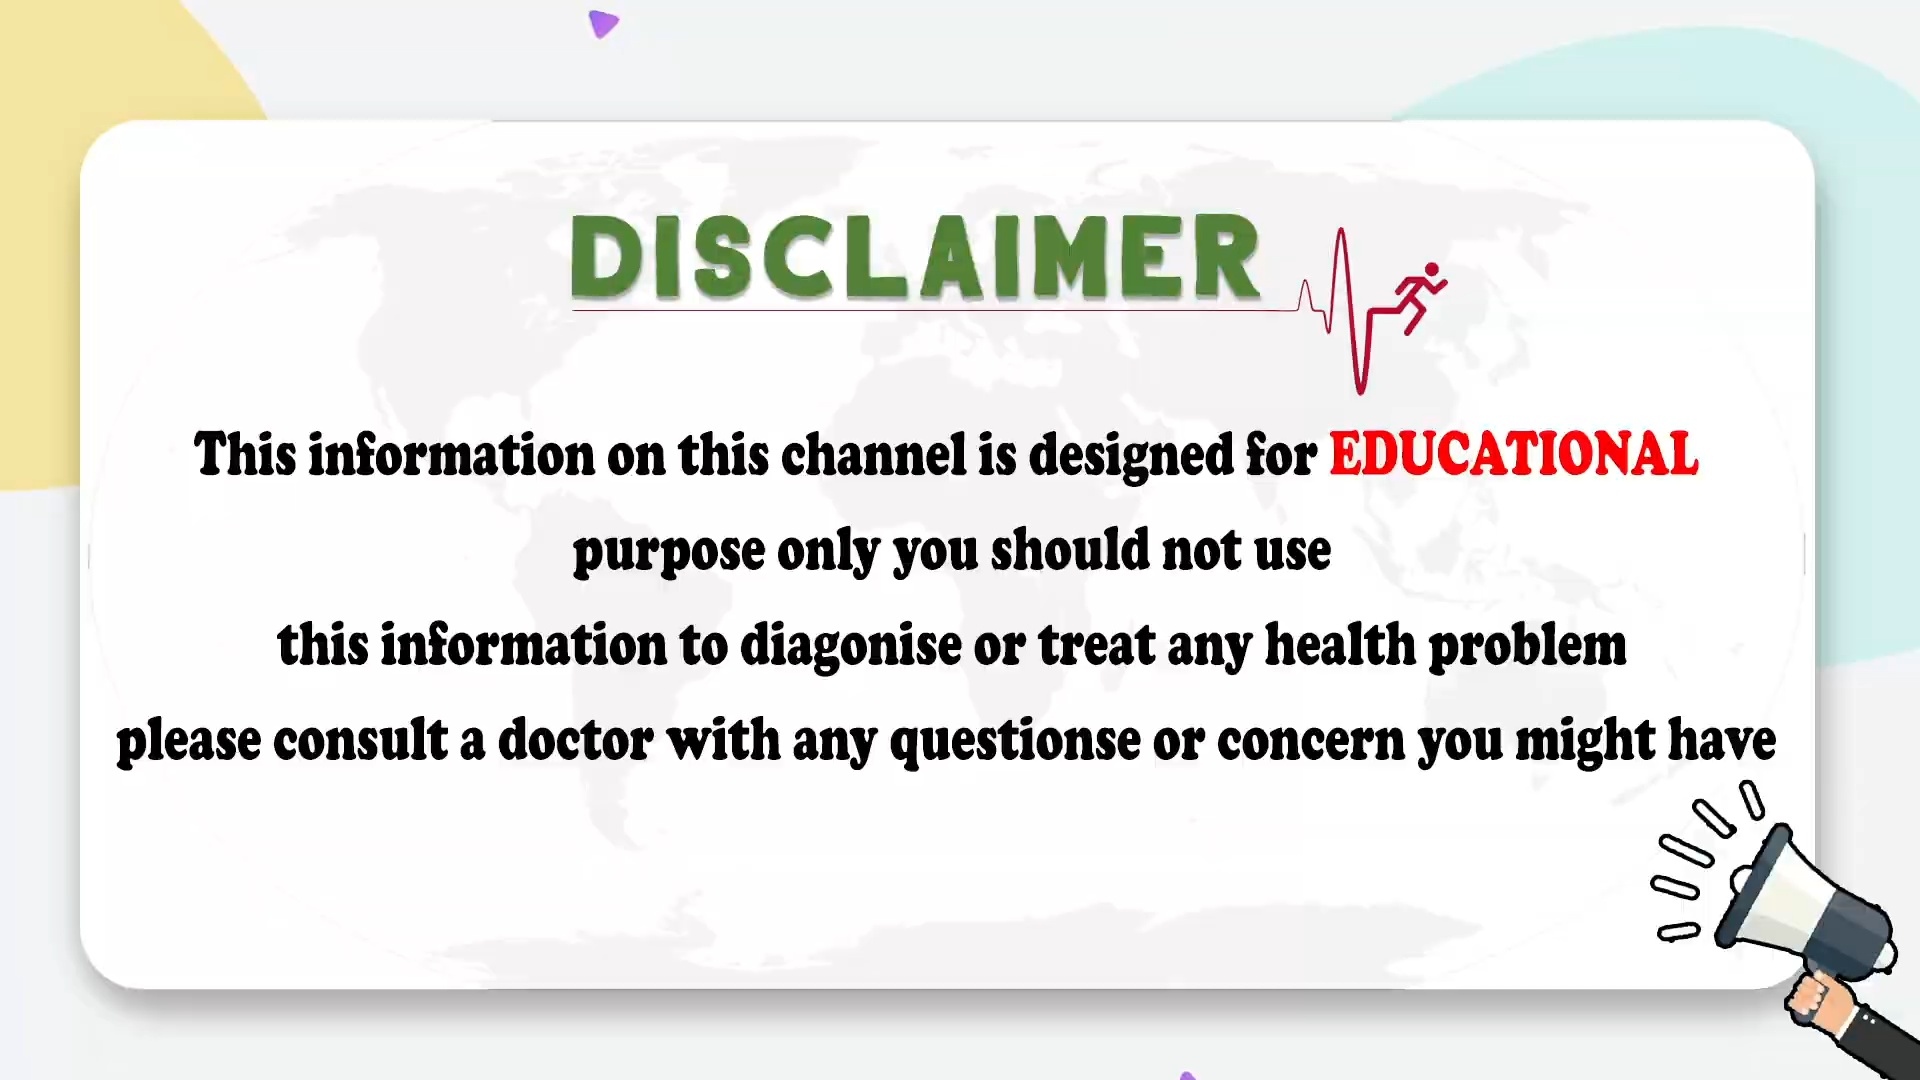 DISCLAIMER
This information on this channel is designed for EDUCATIONAL
purpose only you should not use
this information to diagonise or treat any health problem
please consult a doctor with any questionse or concern you might have